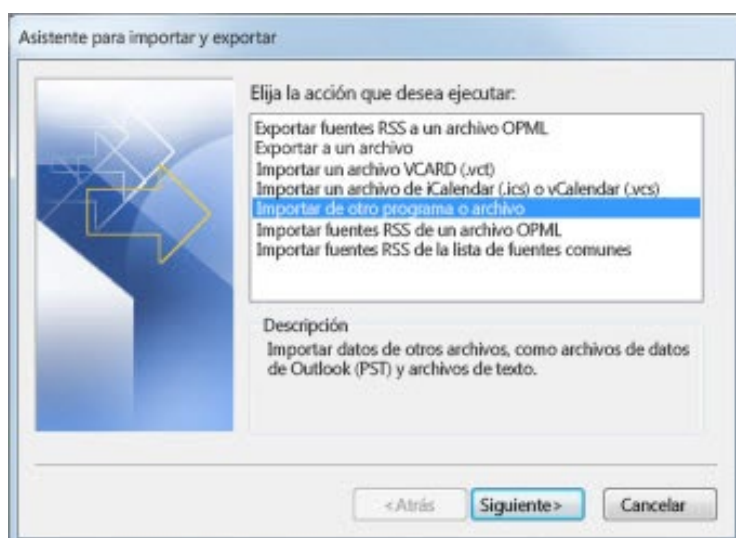 Asistente para importar y exportar
Elija la acción que desea ejecutar:
Exportar fuentes RSS a un archivo OPML
Exportar a un archivo
Importar un archivo VCARD (.vct)
Importar un archivo de iCalendar (.ics) o vCalendar (.vcs)
Importar de otro programa o archivo
Importar fuentes RSS de un archivo OPML
Importar fuentes RSS de la lista de fuentes comunes
Descripción
Importar datos de otros archivos, como archivos de datos
de Outlook (PST) y archivos de texto.
<Atrás Siguiente> Cancelar